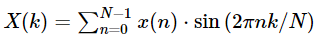 X(k) = ∑_{n=0}^{N−1} x(n) · sin (2πnk/N)